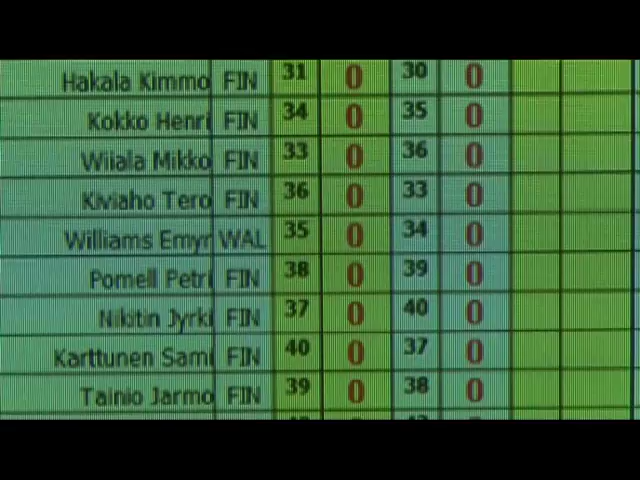 Hakala Kimmo FIN 31 0 30 0
Kokko Henri FIN 34 0 35 0
Wiiala Mikko FIN 33 0 36 0
Kiviaho Tero FIN 36 0 33 0
Williams Emyr WAL 35 0 34 0
Pomell Petri FIN 38 0 39 0
Nikitin Jyrki FIN 37 0 40 0
Karttunen Sami FIN 40 0 37 0
Tainio Jarmo FIN 39 0 38 0